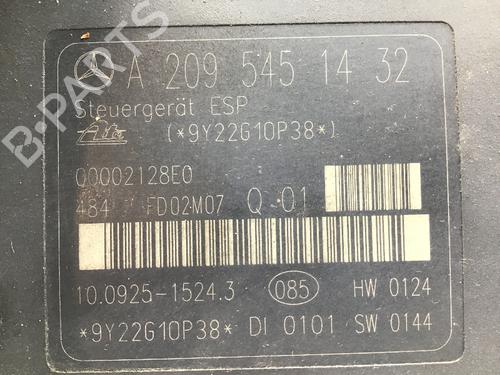 A 209 545 14 32
Steuergerät ESP
Ate (*9Y22G10P38*)
00002128E0
484 FD02M07 Q 01
10.0925-1524.3 085 HW 0124
*9Y22G10P38* DI 0101 SW 0144
B-PARTS